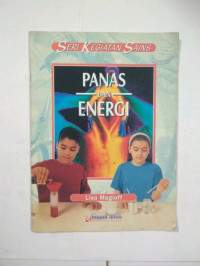 SERI KEGIATAN SAINS
PANAS
DAN
ENERGI
Lisa Magloff